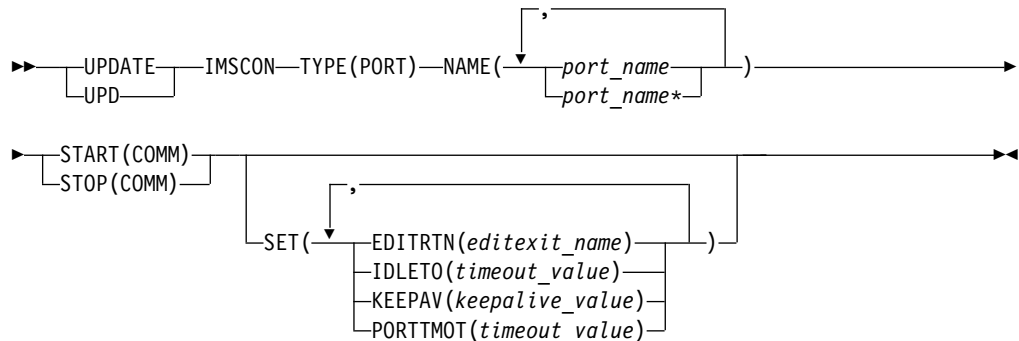 ,
UPDATE IMSCON TYPE(PORT) NAME( port_name )
UPD port_name*
START(COMM)
STOP(COMM)
,
SET( EDITRTN(editexit_name) )
IDLETO(timeout_value)
KEEPAV(keepalive_value)
PORTTMOT(timeout value)